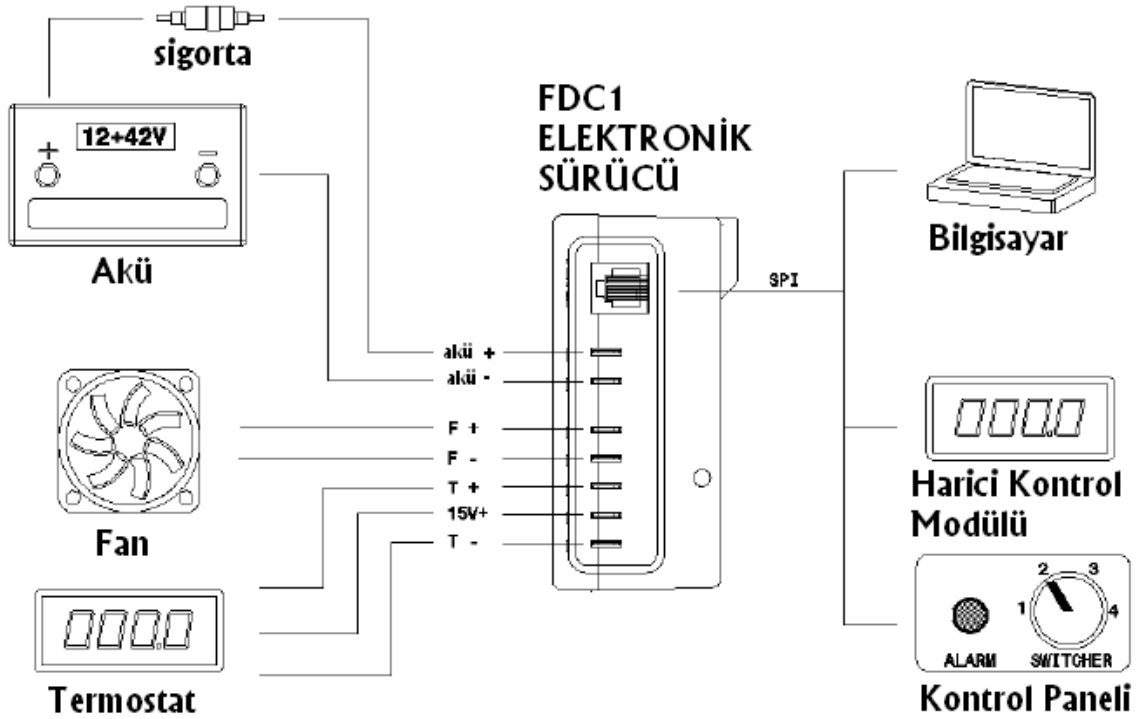 sigorta
12+42V
+
-
Akü
FDC1
ELEKTRONİK
SÜRÜCÜ
Bilgisayar
SPI
akü +
akü -
F +
F -
T +
15V+
T -
Fan
000.0
Harici Kontrol
Modülü
000.0
Termostat
1
2
3
4
ALARM
SWITCHER
Kontrol Paneli